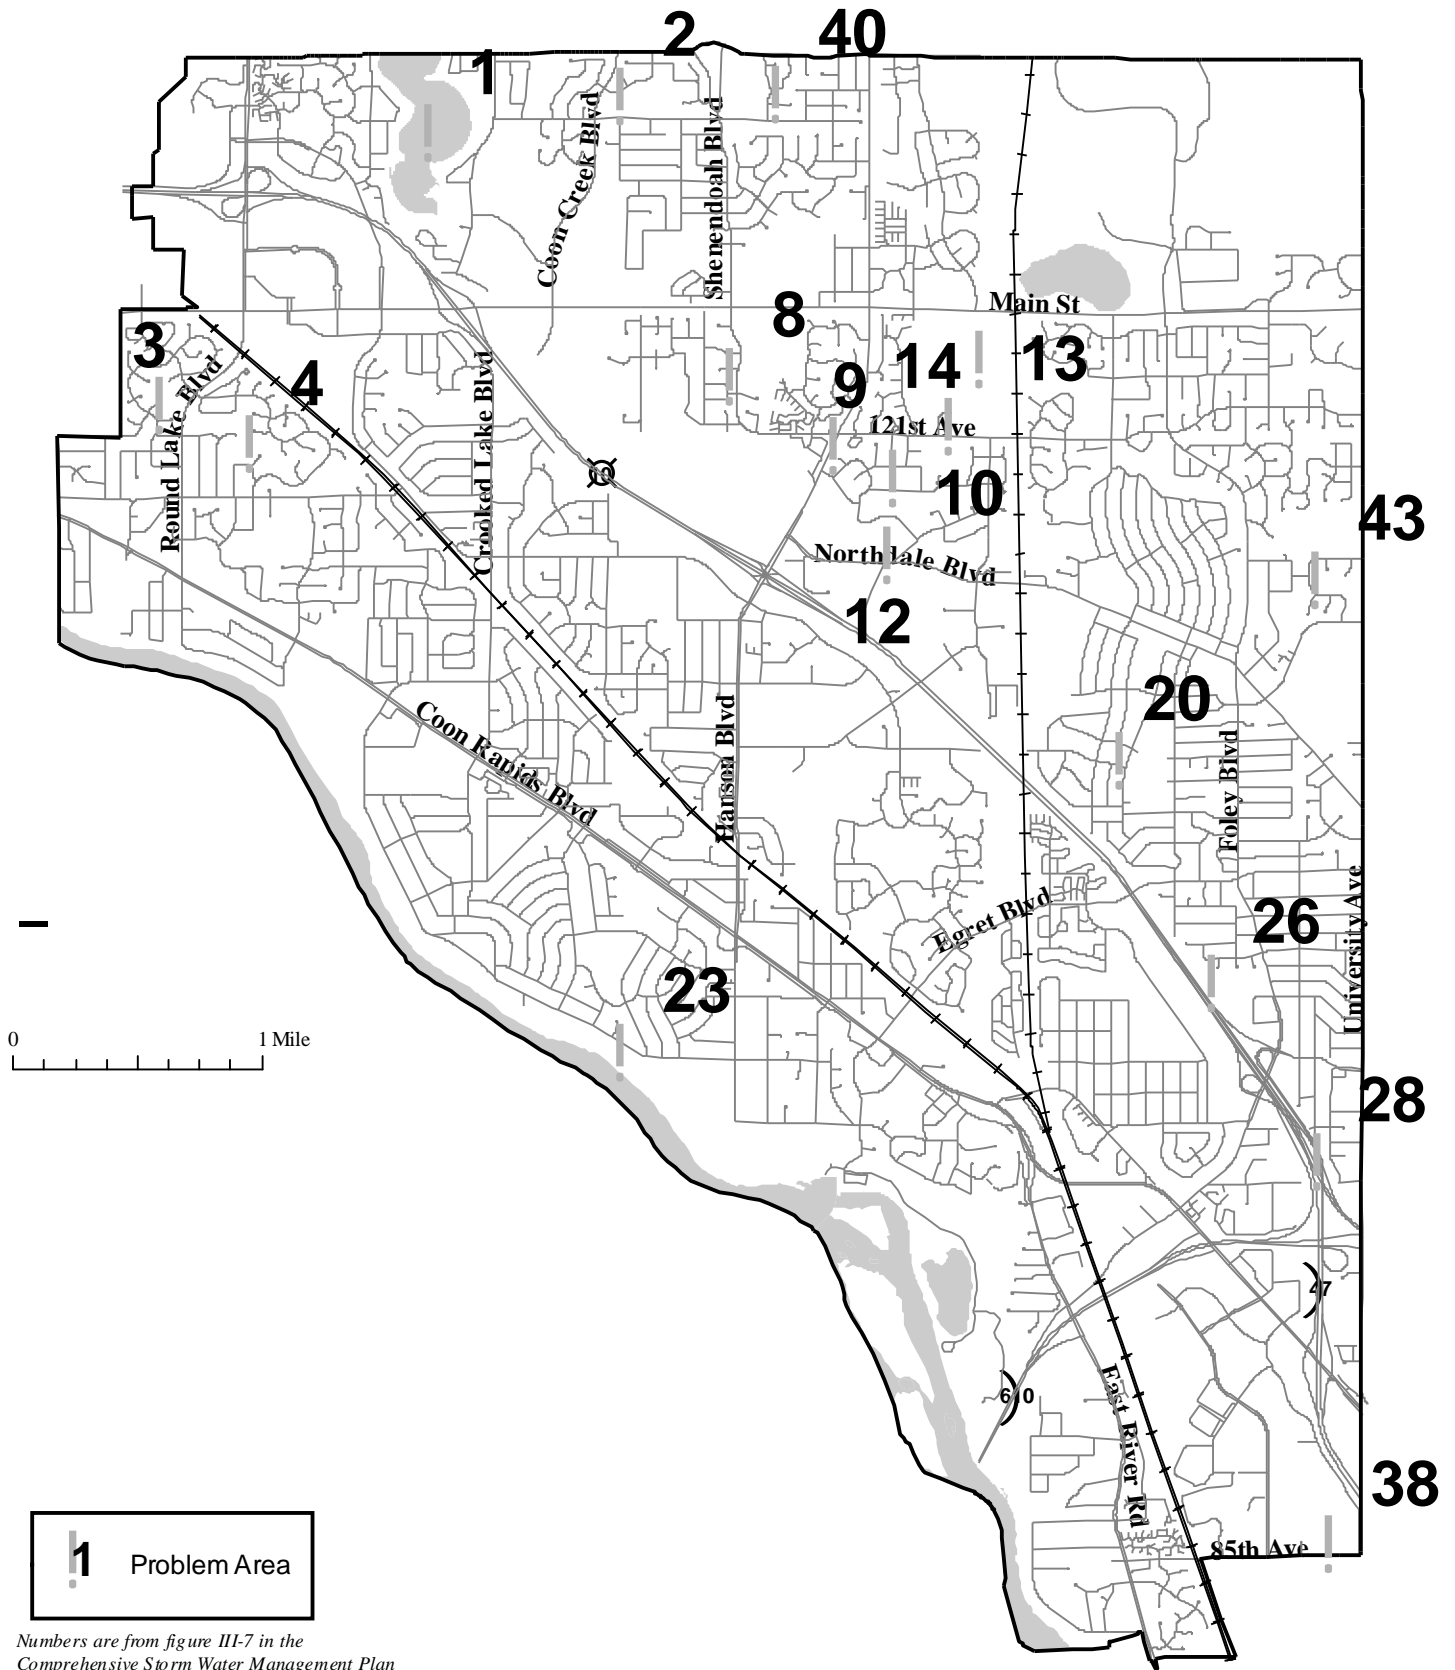 2
40
1
Coon Creek Blvd
Shenendoah Blvd
Main St
8
3
4
14
13
9
Round Lake Blvd
Crooked Lake Blvd
121st Ave
10
43
Northdale Blvd
12
20
Coon Rapids Blvd
Hanson Blvd
Foley Blvd
Egret Blvd
26
University Ave
23
0 1 Mile
28
47
610
East River Rd
38
85th Ave
1 Problem Area
Numbers are from figure III-7 in the
Comprehensive Storm Water Management Plan